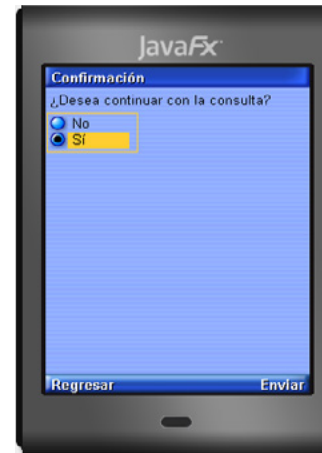 JavaFx
Confirmación
¿Desea continuar con la consulta?
No
Sí
Regresar Enviar